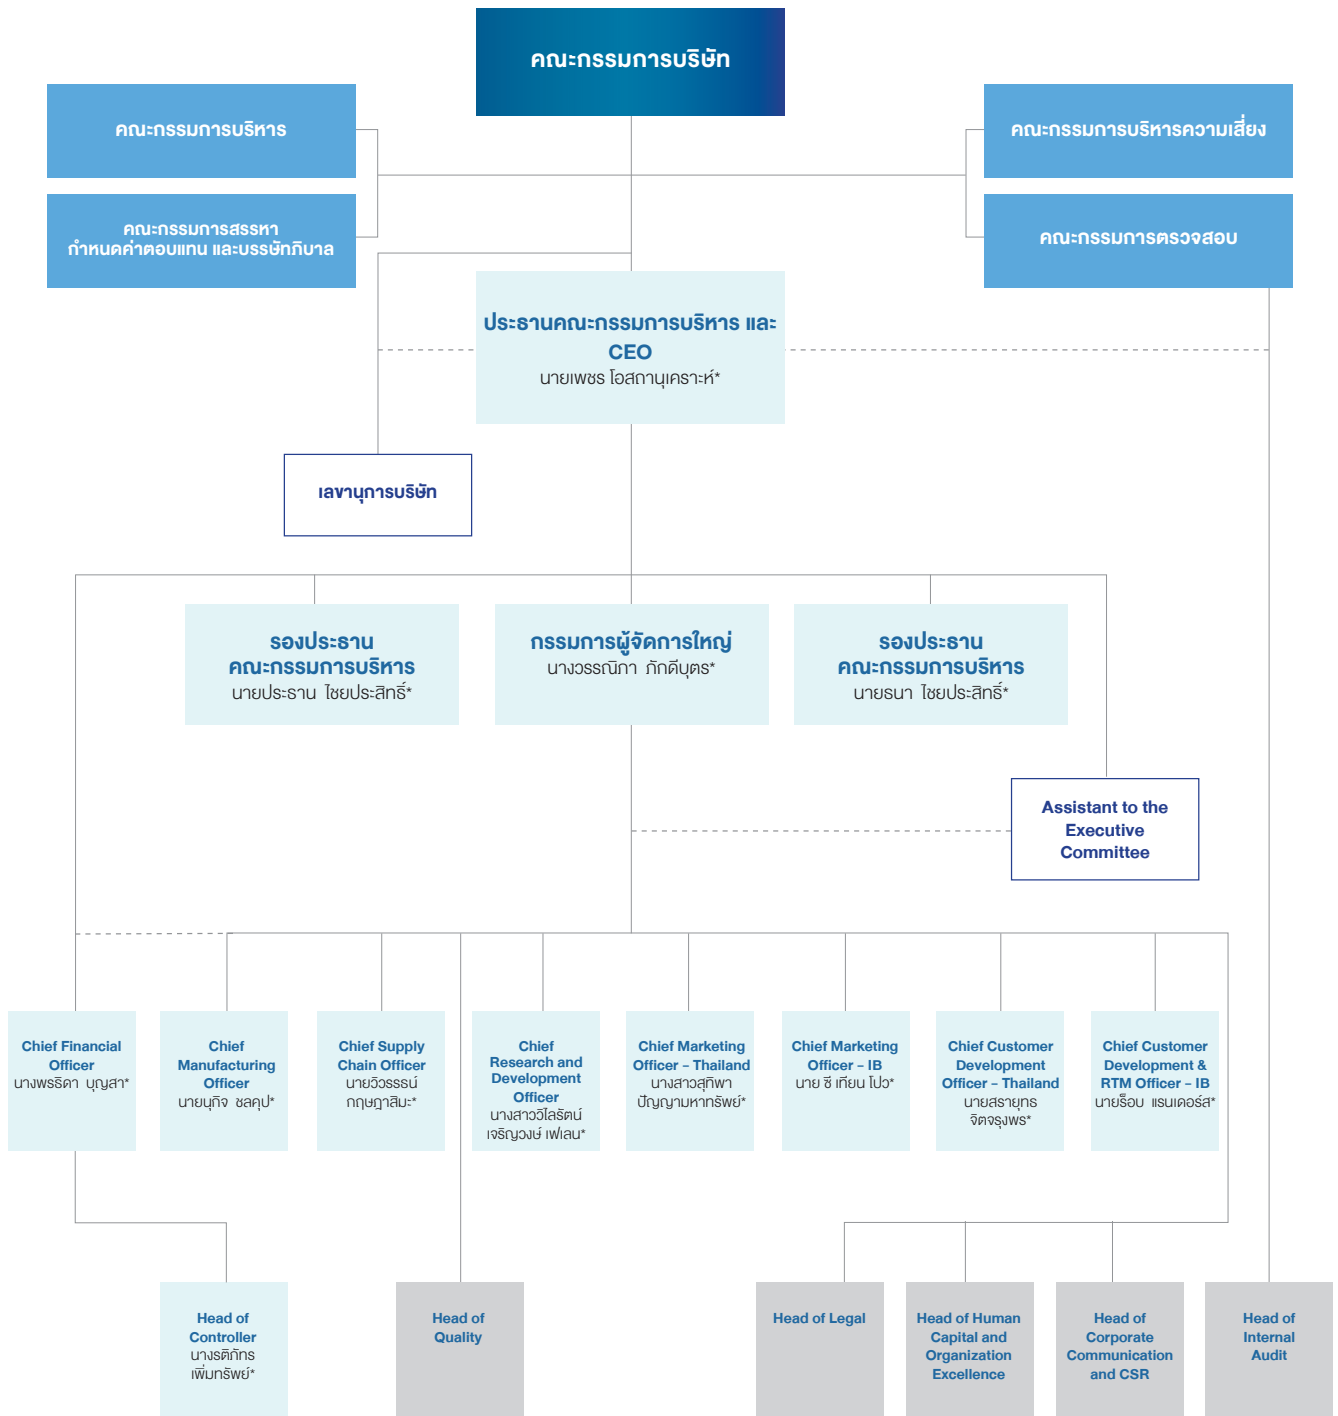 คณะกรรมการบริษัท
คณะกรรมการบริหาร
คณะกรรมการบริหารความเสี่ยง
คณะกรรมการสรรหา
กำหนดค่าตอบแทน และบรรษัทภิบาล
คณะกรรมการตรวจสอบ
ประธานคณะกรรมการบริหาร และ
CEO
นายเพชร โอสถานุเคราะห์*
เลขานุการบริษัท
รองประธาน
คณะกรรมการบริหาร
นายประธาน ไชยประสิทธิ์*
กรรมการผู้จัดการใหญ่
นางวรรณิภา ภักดีบุตร*
รองประธาน
คณะกรรมการบริหาร
นายธนา ไชยประสิทธิ์*
Assistant to the
Executive
Committee
Chief Financial
Officer
นางพรธิดา บุญสา*
Chief
Manufacturing
Officer
นายนุกิจ ชลคุป*
Chief Supply
Chain Officer
นายวิวรรธน์
กฤษฎาสิมะ*
Chief
Research and
Development
Officer
นางสาววิไลรัตน์
เจริญวงษ์ เฟเลน*
Chief Marketing
Officer – Thailand
นางสาวสุทิพา
ปัญญามหาทรัพย์*
Chief Marketing
Officer – IB
นาย ซี เทียน โปว*
Chief Customer
Development
Officer – Thailand
นายสรายุทธ
จิตจรุงพร*
Chief Customer
Development &
RTM Officer – IB
นายร็อบ แรนเดอร์ส*
Head of
Controller
นางรติภัทร
เพิ่มทรัพย์*
Head of
Quality
Head of Legal
Head of Human
Capital and
Organization
Excellence
Head of
Corporate
Communication
and CSR
Head of
Internal
Audit